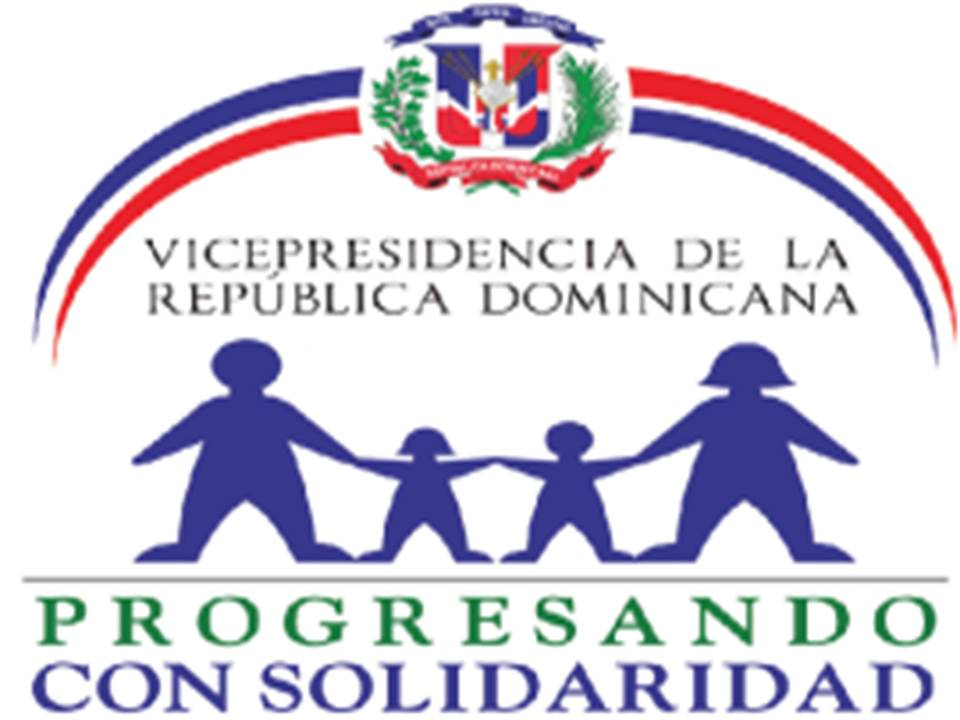 VICEPRESIDENCIA DE LA
REPÚBLICA DOMINICANA
PROGRESANDO
CON SOLIDARIDAD